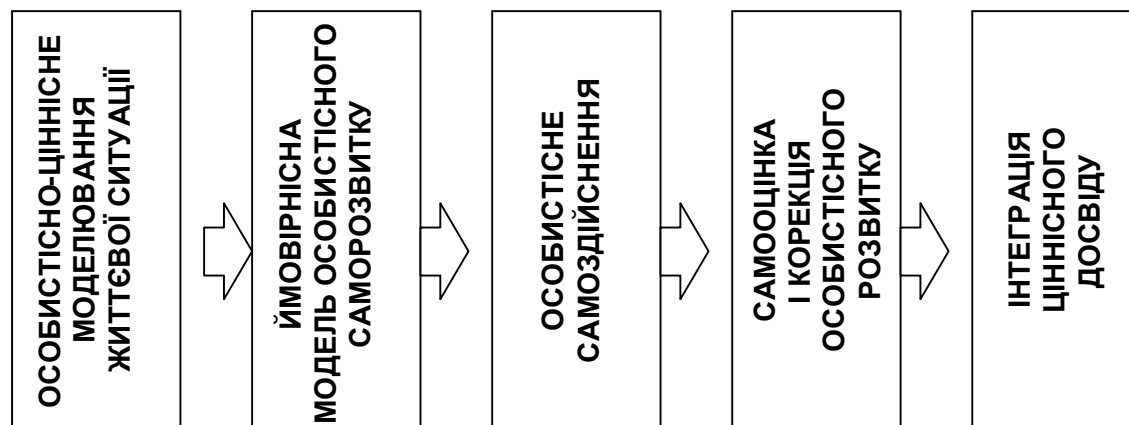 ОСОБИСТІСНО-ЦІННІСНЕ
МОДЕЛЮВАННЯ
ЖИТТЄВОЇ СИТУАЦІЇ
ЙМОВІРНІСНА
МОДЕЛЬ ОСОБИСТІСНОГО
САМОРОЗВИТКУ
ОСОБИСТІСНЕ
САМОЗДІЙСНЕННЯ
САМООЦІНКА
І КОРЕКЦІЯ
ОСОБИСТІСНОГО
РОЗВИТКУ
ІНТЕГРАЦІЯ
ЦІННІСНОГО
ДОСВІДУ